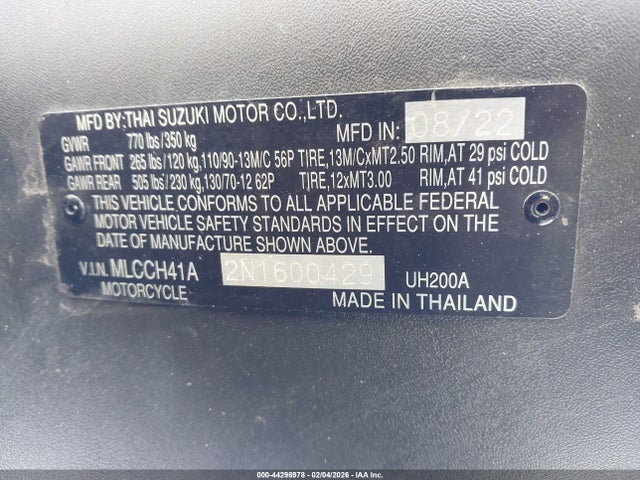 MFD BY:THAI SUZUKI MOTOR CO.,LTD.
GVWR 770 lbs/350 kg MFD IN: 08/22
GAWR FRONT 265 lbs/120 kg,110/90-13M/C 56P TIRE,13M/CxMT2.50 RIM,AT 29 psi COLD
GAWR REAR 505 lbs/230 kg,130/70-12 62P TIRE,12xMT3.00 RIM,AT 41 psi COLD
THIS VEHICLE CONFORMS TO ALL APPLICABLE FEDERAL
MOTOR VEHICLE SAFETY STANDARDS IN EFFECT ON THE
DATE OF MANUFACTURE SHOWN ABOVE.
V.I.N. MLCCH41A 2N1600429 UH200A
MOTORCYCLE MADE IN THAILAND
000-44296978 - 02/04/2026 - © IAA Inc.